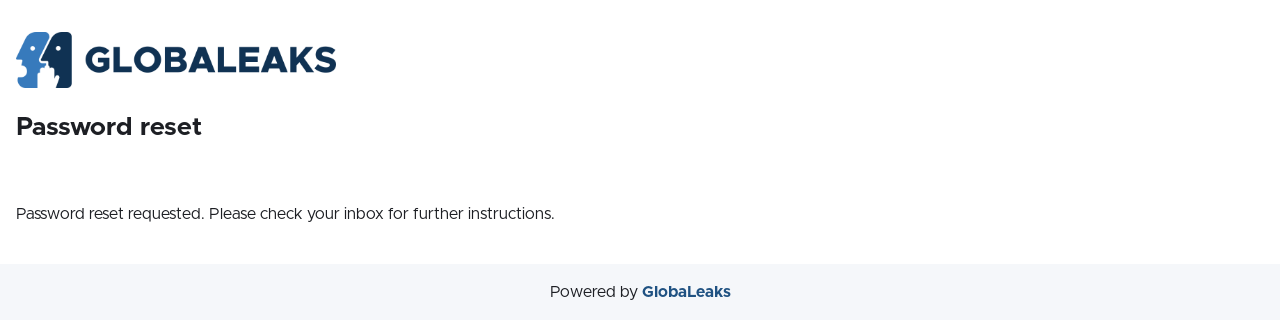 GLOBALEAKS
Password reset
Password reset requested. Please check your inbox for further instructions.
Powered by GlobaLeaks